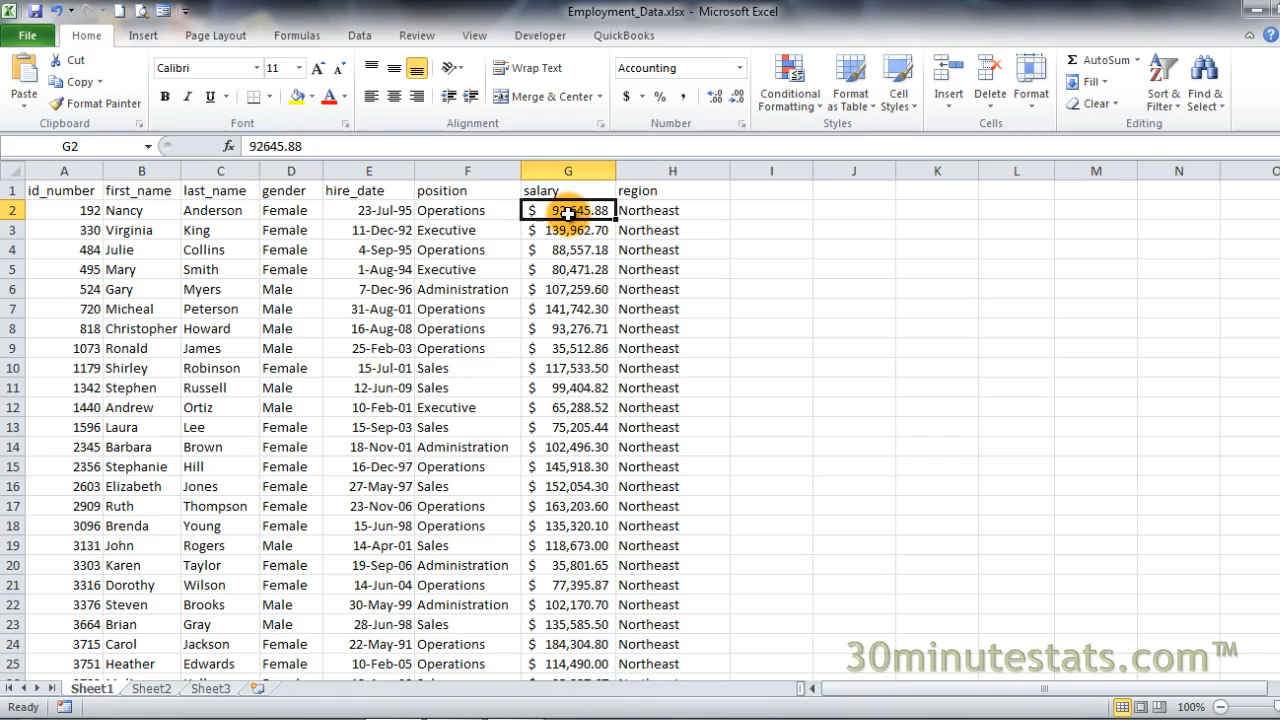 Employment_Data.xlsx - Microsoft Excel
File Home Insert Page Layout Formulas Data Review View Developer QuickBooks
Paste
Cut
Copy
Format Painter
Clipboard
Calibri 11
B I U
Font
Wrap Text
Merge & Center
Alignment
Accounting
$ % ,
Number
Conditional Formatting
Format as Table
Cell Styles
Styles
Insert
Delete
Format
Cells
AutoSum
Fill
Clear
Sort & Filter
Find & Select
Editing
G2 fx 92645.88
A B C D E F G H I J K L M N O
1 id_number first_name last_name gender hire_date position salary region
2 192 Nancy Anderson Female 23-Jul-95 Operations $ Northeast
3 330 Virginia King Female 11-Dec-92 Executive $ 139,962.70 Northeast
4 484 Julie Collins Female 4-Sep-95 Operations $ 88,557.18 Northeast
5 495 Mary Smith Female 1-Aug-94 Executive $ 80,471.28 Northeast
6 524 Gary Myers Male 7-Dec-96 Administration $ 107,259.60 Northeast
7 720 Micheal Peterson Male 31-Aug-01 Operations $ 141,742.30 Northeast
8 818 Christopher Howard Male 16-Aug-08 Operations $ 93,276.71 Northeast
9 1073 Ronald James Male 25-Feb-03 Operations $ 35,512.86 Northeast
10 1179 Shirley Robinson Female 15-Jul-01 Sales $ 117,533.50 Northeast
11 1342 Stephen Russell Male 12-Jun-09 Sales $ 99,404.82 Northeast
12 1440 Andrew Ortiz Male 10-Feb-01 Executive $ 65,288.52 Northeast
13 1596 Laura Lee Female 15-Sep-03 Sales $ 75,205.44 Northeast
14 2345 Barbara Brown Female 18-Nov-01 Administration $ 102,496.30 Northeast
15 2356 Stephanie Hill Female 16-Dec-97 Operations $ 145,918.30 Northeast
16 2603 Elizabeth Jones Female 27-May-97 Sales $ 152,054.30 Northeast
17 2909 Ruth Thompson Female 23-Nov-06 Operations $ 163,203.60 Northeast
18 3096 Brenda Young Female 15-Jun-98 Operations $ 135,320.10 Northeast
19 3131 John Rogers Male 14-Apr-01 Sales $ 118,673.00 Northeast
20 3303 Karen Taylor Female 19-Sep-06 Administration $ 35,801.65 Northeast
21 3316 Dorothy Wilson Female 14-Jun-04 Operations $ 77,395.87 Northeast
22 3376 Steven Brooks Male 30-May-99 Administration $ 102,170.70 Northeast
23 3664 Brian Gray Male 28-Jun-98 Sales $ 135,585.50 Northeast
24 3715 Carol Jackson Female 22-May-91 Operations $ 184,304.80 Northeast
25 3751 Heather Edwards Female 10-Feb-05 Operations $ 114,490.00 Northeast
30minutestats.com™
Sheet1 Sheet2 Sheet3
Ready 100%